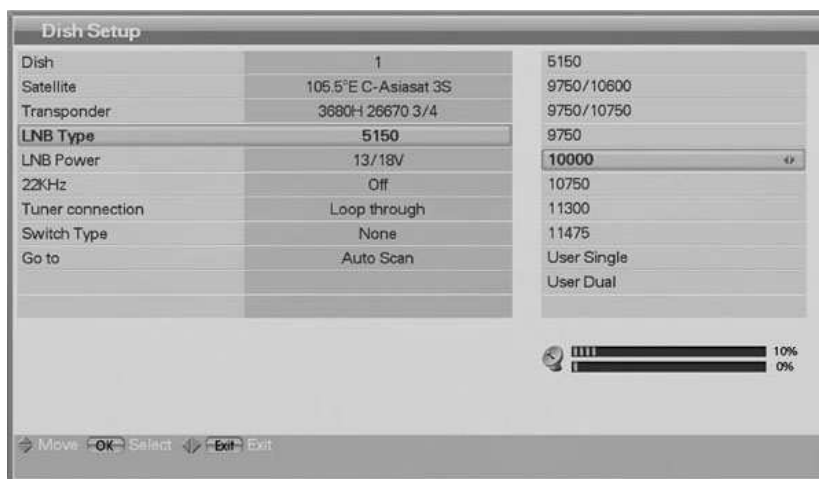 Dish Setup
Dish 1
Satellite 105.5°E C-Asiasat 3S
Transponder 3680H 26670 3/4
LNB Type 5150
LNB Power 13/18V
22KHz Off
Tuner connection Loop through
Switch Type None
Go to Auto Scan
5150
9750/10600
9750/10750
9750
10000
10750
11300
11475
User Single
User Dual
10%
0%
Move OK Select Exit Exit